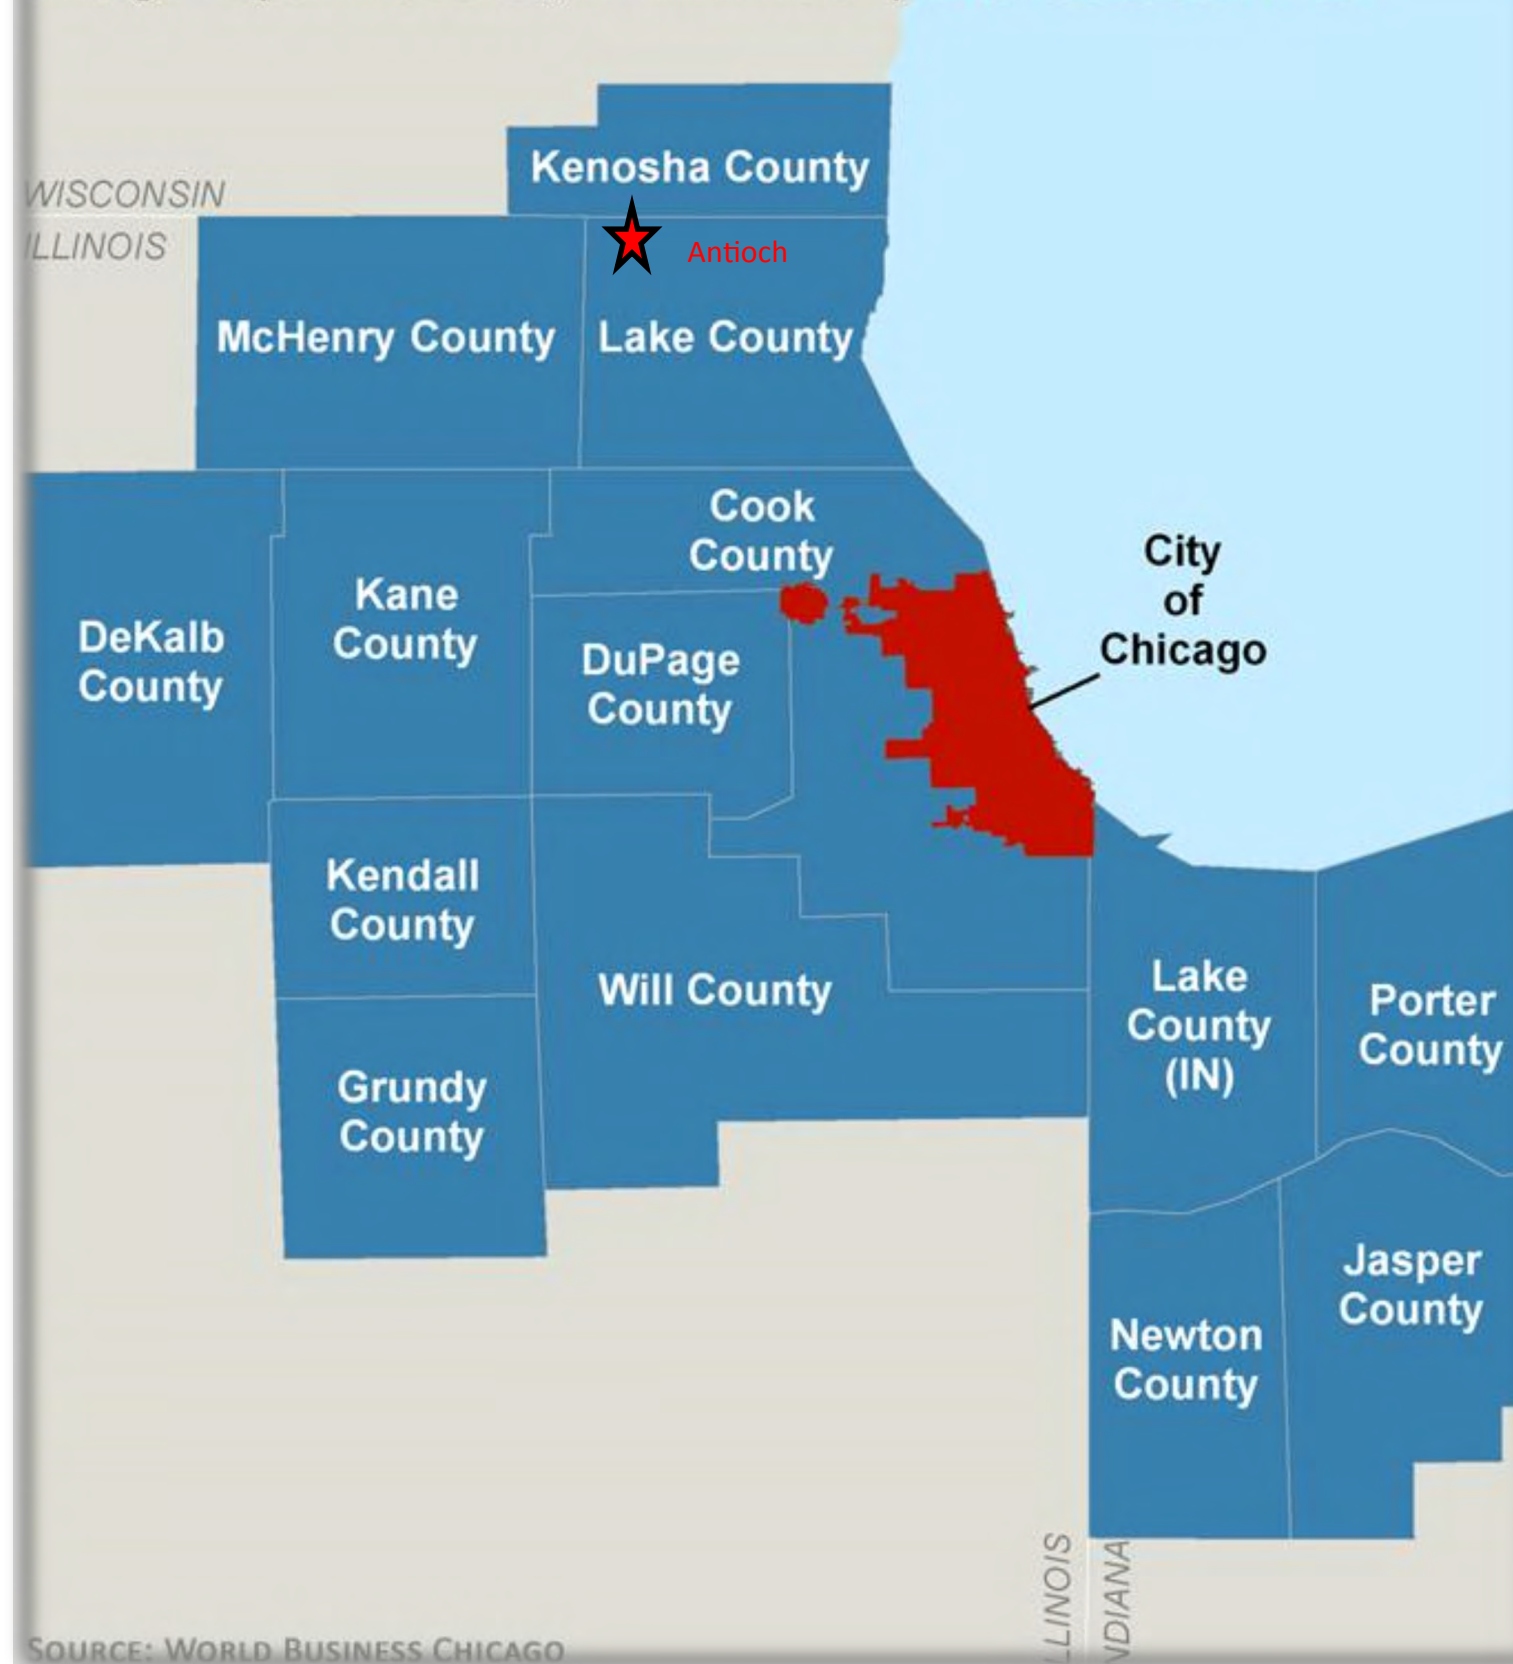 Kenosha County
WISCONSIN
ILLINOIS
Antioch
McHenry County
Lake County
Cook
County
City
of
Chicago
Kane
County
DeKalb
County
DuPage
County
Kendall
County
Will County
Lake
County
(IN)
Porter
County
Grundy
County
Jasper
County
Newton
County
LLINOIS
NDIANA
SOURCE: WORLD BUSINESS CHICAGO